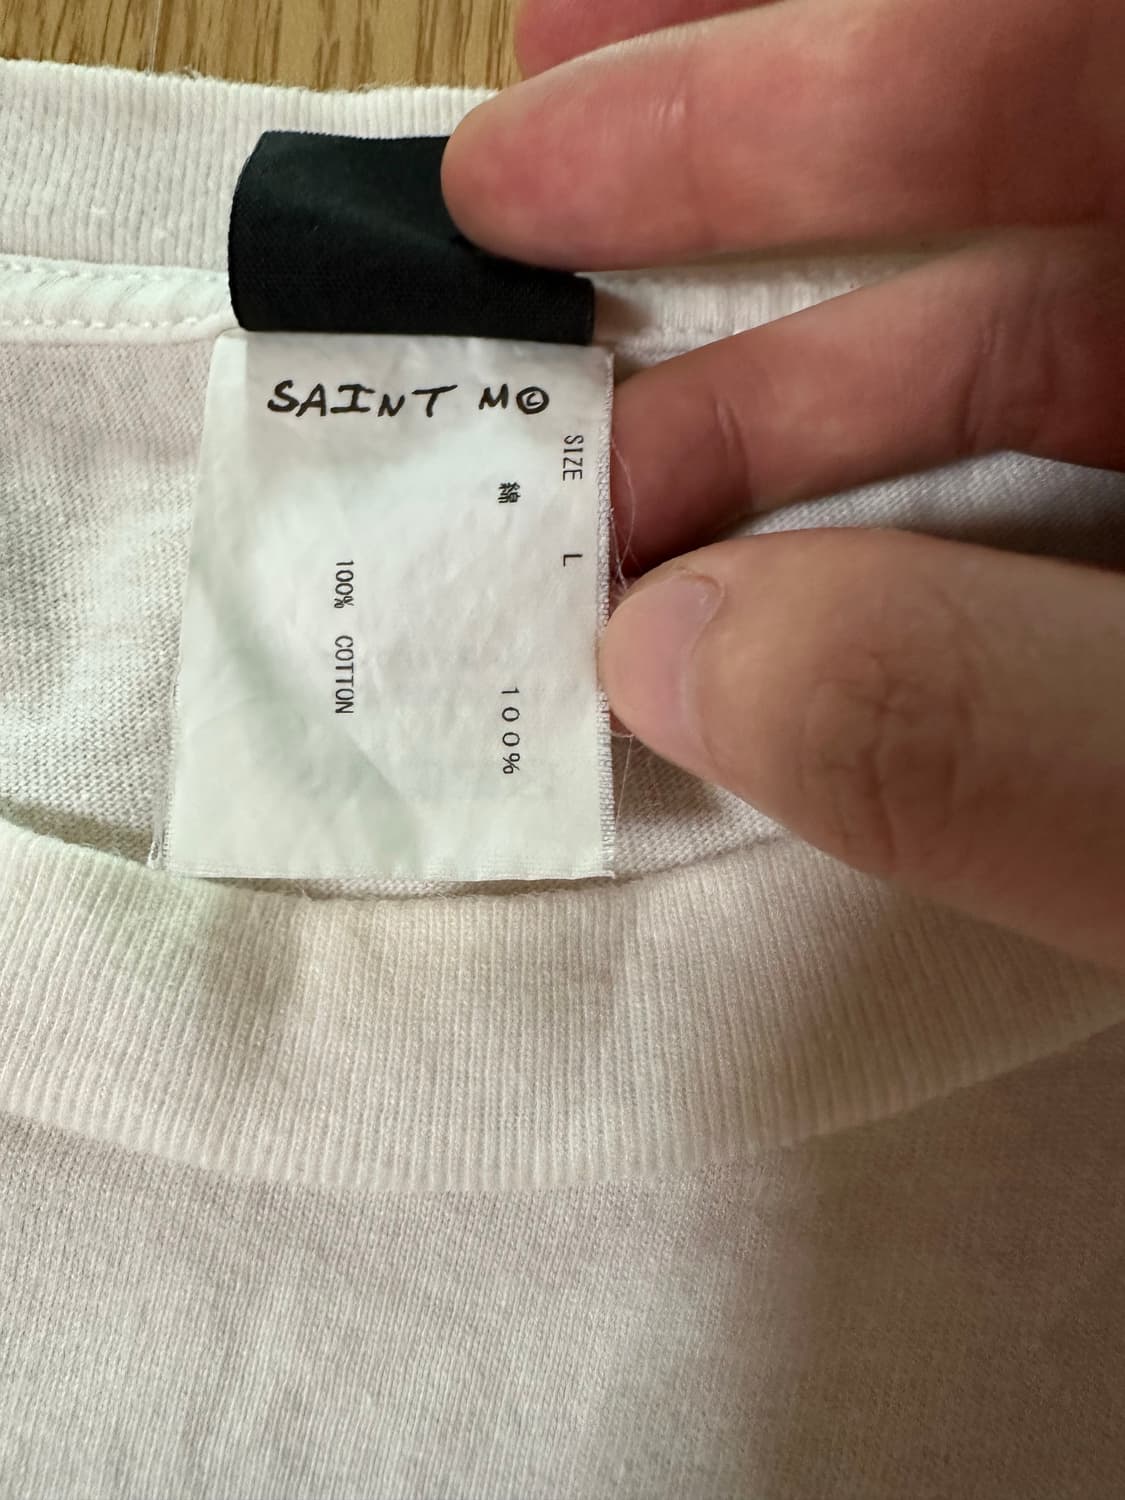 SAINT M©
SIZE L
綿 100%
100% COTTON